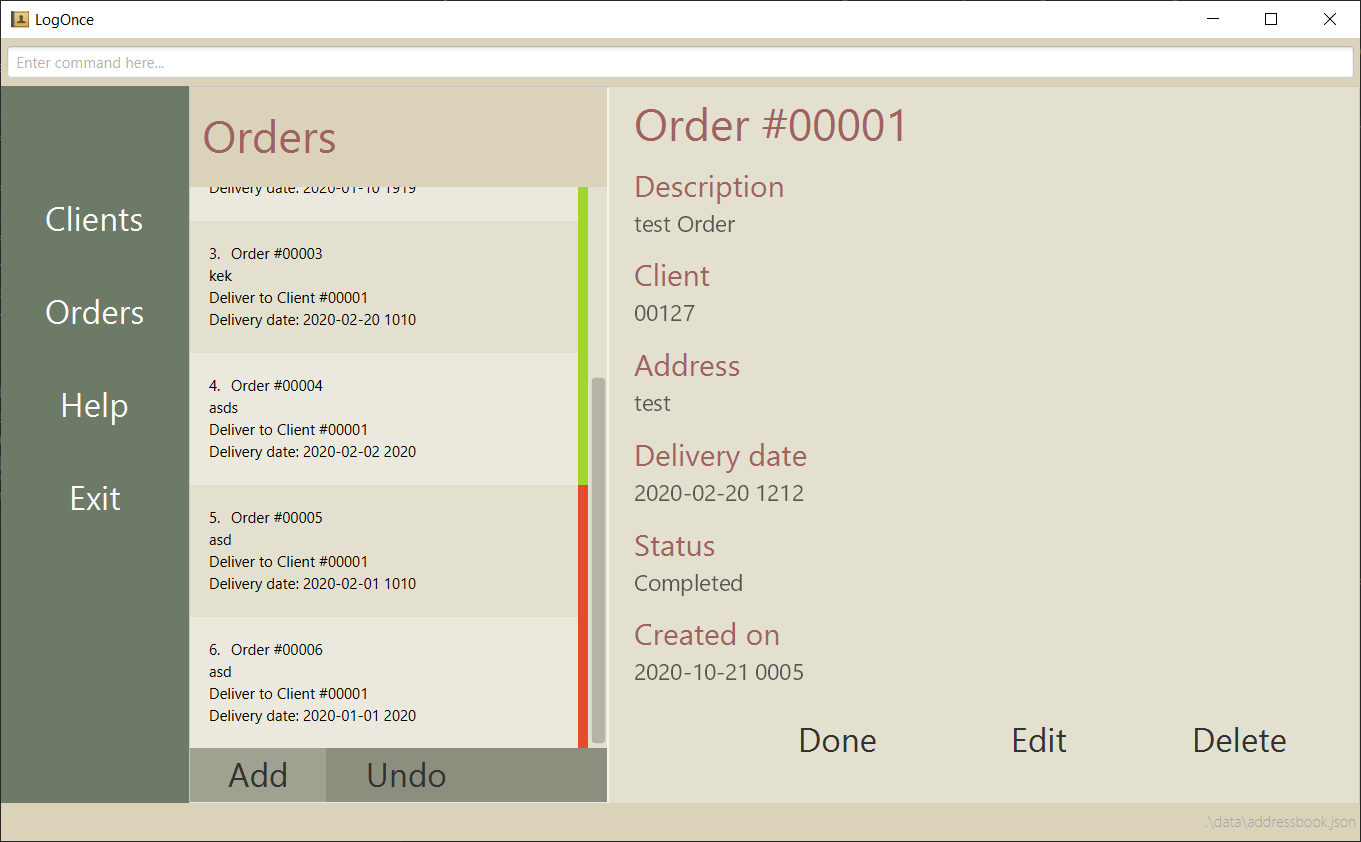 LogOnce
Enter command here...
Clients
Orders
Help
Exit
Orders
Delivery date: 2020-01-10 1919
3. Order #00003
kek
Deliver to Client #00001
Delivery date: 2020-02-20 1010
4. Order #00004
asds
Deliver to Client #00001
Delivery date: 2020-02-02 2020
5. Order #00005
asd
Deliver to Client #00001
Delivery date: 2020-02-01 1010
6. Order #00006
asd
Deliver to Client #00001
Delivery date: 2020-01-01 2020
Add Undo
Order #00001
Description
test Order
Client
00127
Address
test
Delivery date
2020-02-20 1212
Status
Completed
Created on
2020-10-21 0005
Done Edit Delete
.\data\addressbook.json